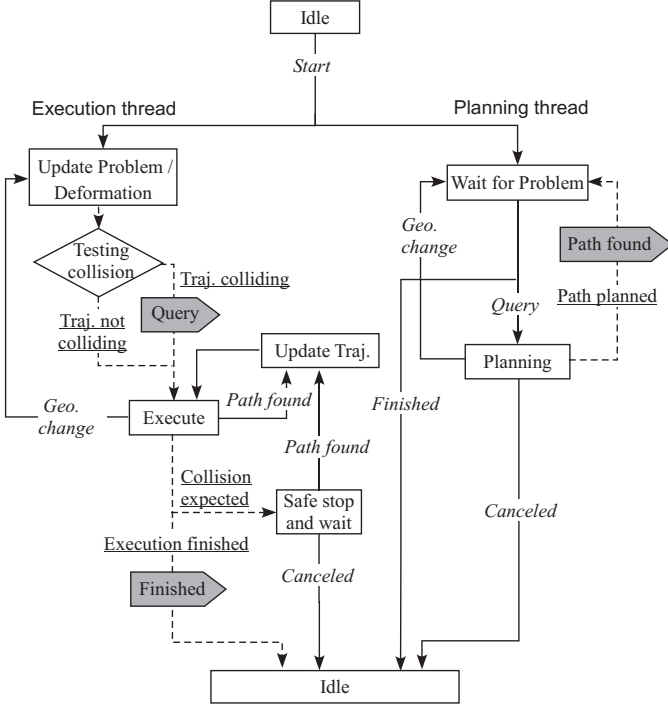 Idle
Start
Execution thread
Planning thread
Update Problem /
Deformation
Wait for Problem
Geo.
change
Testing
collision
Path found
Traj. colliding
Query
Path planned
Traj. not
colliding
Query
Update Traj.
Planning
Path found
Finished
Geo.
change
Execute
Path found
Collision
expected
Safe stop
and wait
Canceled
Execution finished
Canceled
Finished
Idle